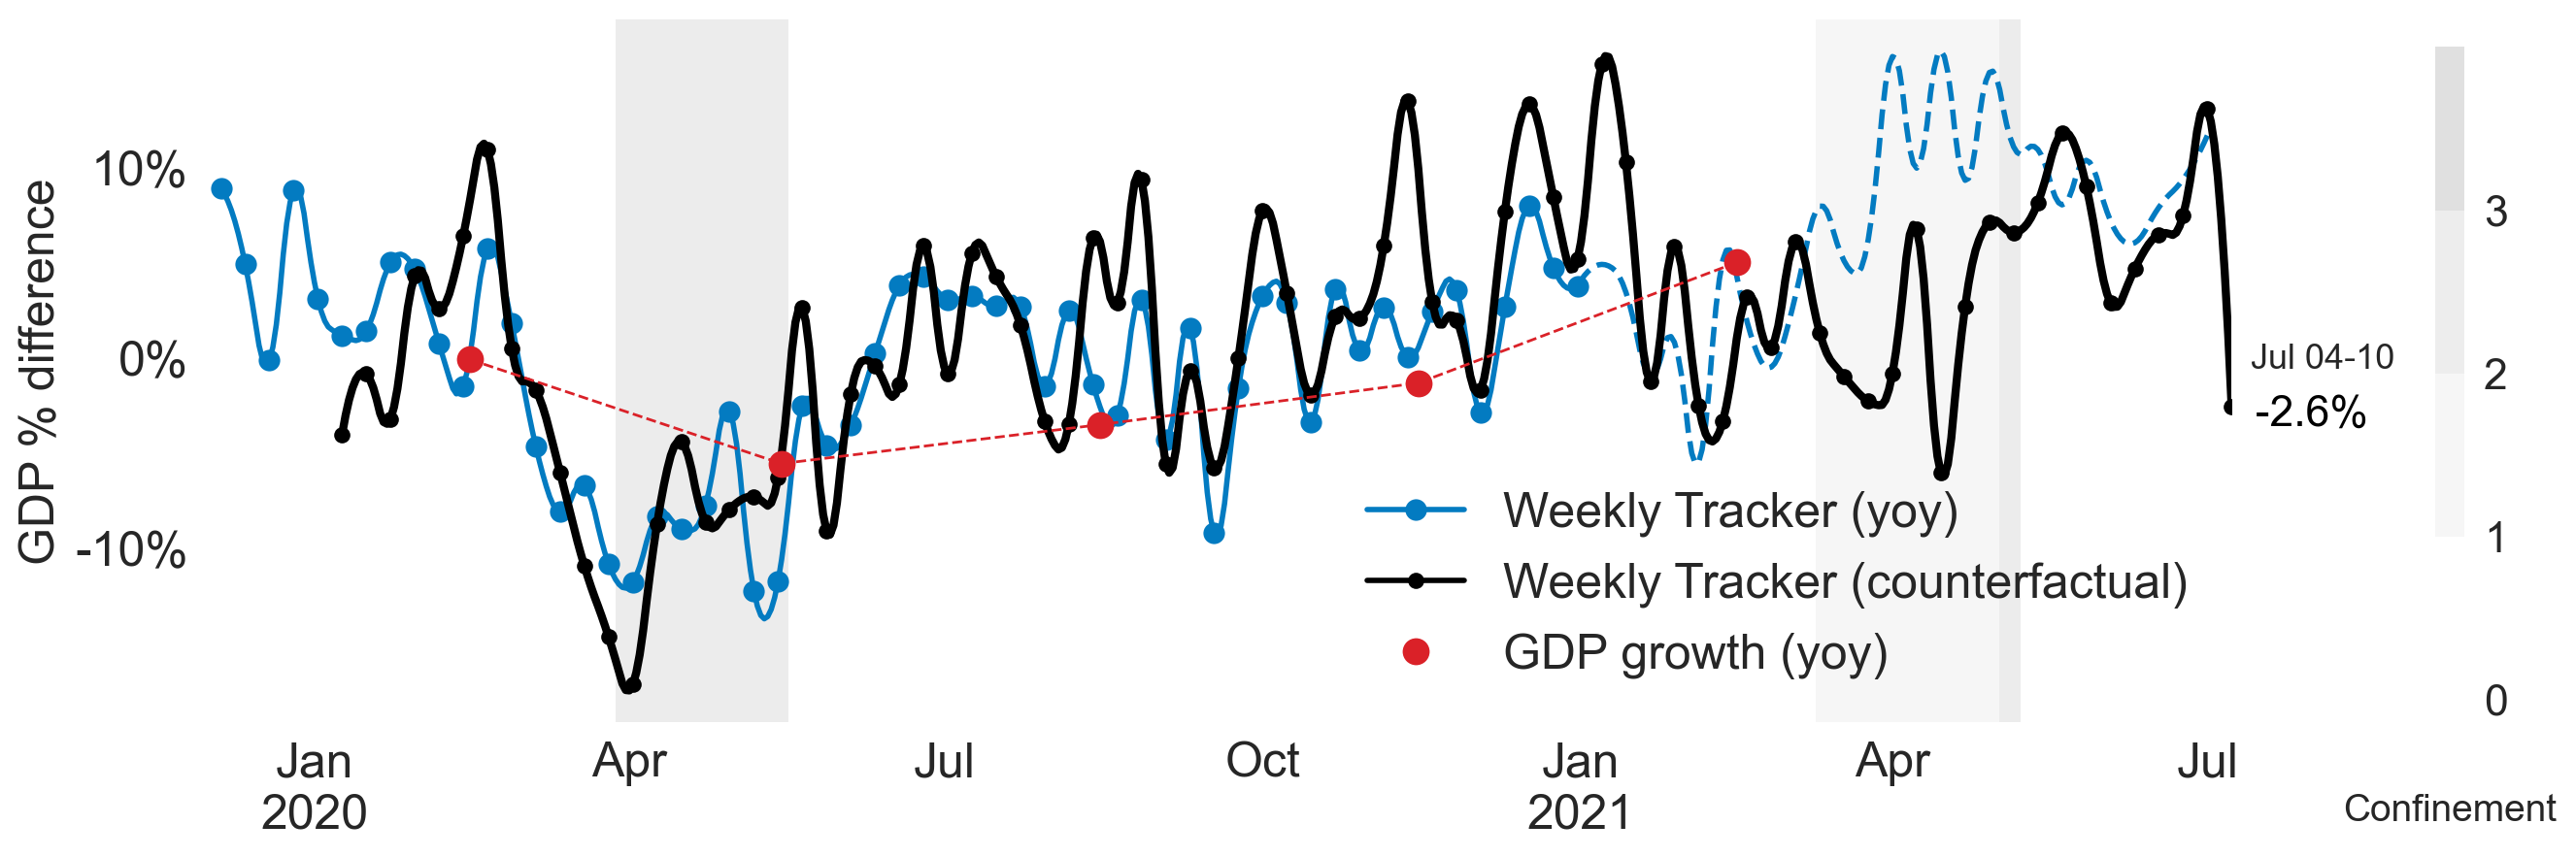 GDP % difference
10%
0%
-10%
Jan
2020
Apr
Jul
Oct
Jan
2021
Apr
Jul
Weekly Tracker (yoy)
Weekly Tracker (counterfactual)
GDP growth (yoy)
Jul 04-10
-2.6%
3
2
1
0
Confinement